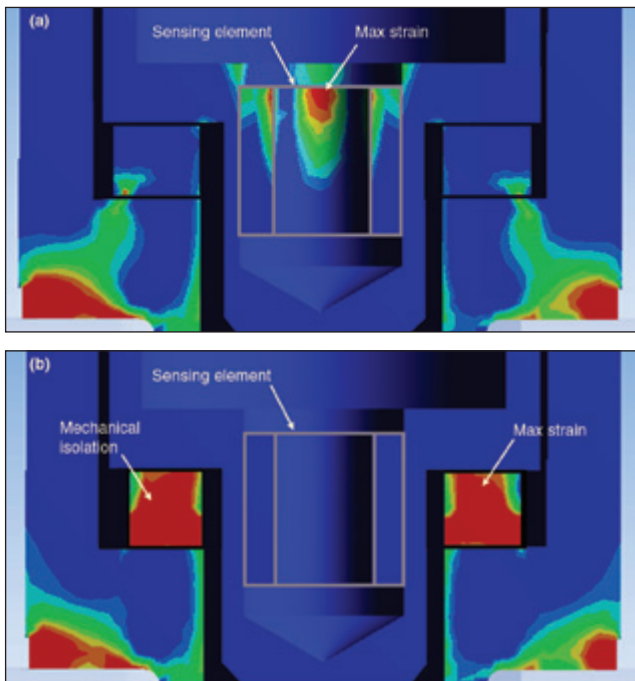 (a)
Sensing element
Max strain
(b)
Sensing element
Mechanical
isolation
Max strain